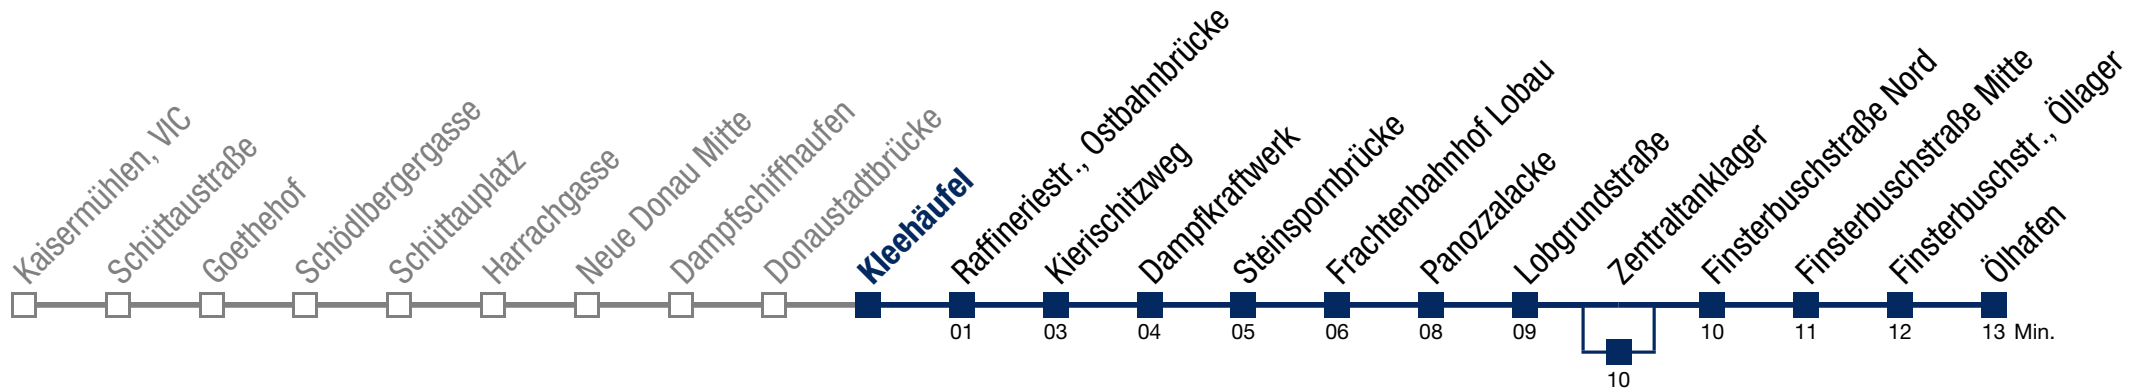 Kaisermühlen, VIC
Schüttaustraße
Goethehof
Schödlbergergasse
Schüttauplatz
Harrachgasse
Neue Donau Mitte
Dampfschiffhaufen
Donaustadtbrücke
Kleehäufel
Raffineriestr., Ostbahnbrücke
Kierischitzweg
Dampfkraftwerk
Steinspornbrücke
Frachtenbahnhof Lobau
Panozzalacke
Lobgrundstraße
Zentraltanklager
Finsterbuschstraße Nord
Finsterbuschstraße Mitte
Finsterbuschstr., Öllager
Ölhafen
01 03 04 05 06 08 09 10 11 12 13 Min.
10